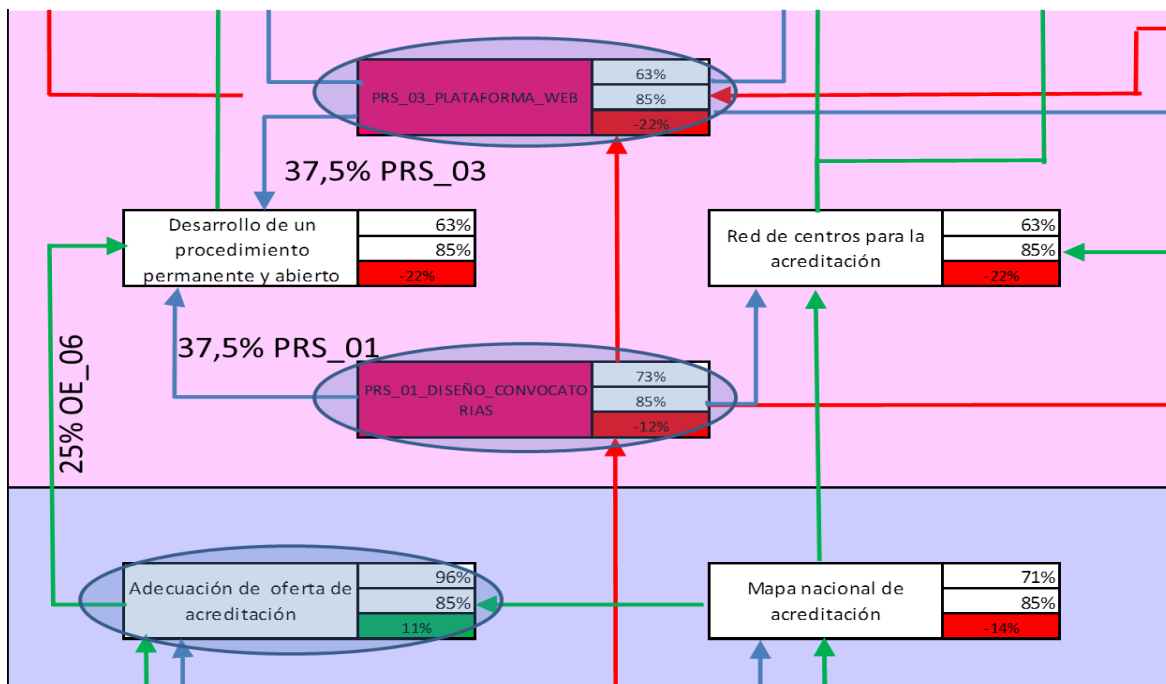 PRS_03_PLATAFORMA_WEB
63%
85%
-22%
37,5% PRS_03
Desarrollo de un
procedimiento
permanente y abierto
63%
85%
-22%
Red de centros para la
acreditación
63%
85%
-22%
25% OE_06
37,5% PRS_01
PRS_01_DISEÑO_CONVOCATO
RIAS
73%
85%
-12%
Adecuación de oferta de
acreditación
96%
85%
11%
Mapa nacional de
acreditación
71%
85%
-14%